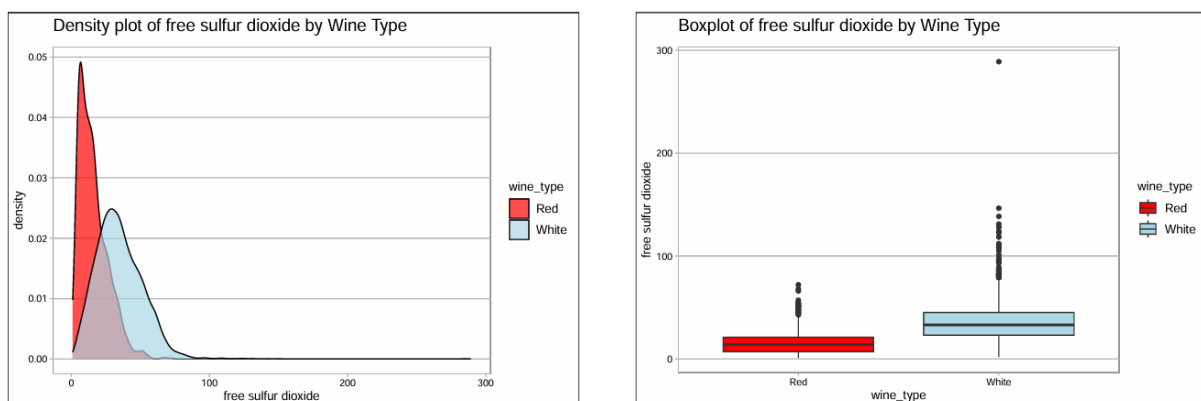 Density plot of free sulfur dioxide by Wine Type
0.05
0.04
0.03
0.02
0.01
0.00
density
0
100
200
300
free sulfur dioxide
wine_type
Red
White
Boxplot of free sulfur dioxide by Wine Type
300
200
100
0
free sulfur dioxide
Red
White
wine_type
wine_type
Red
White